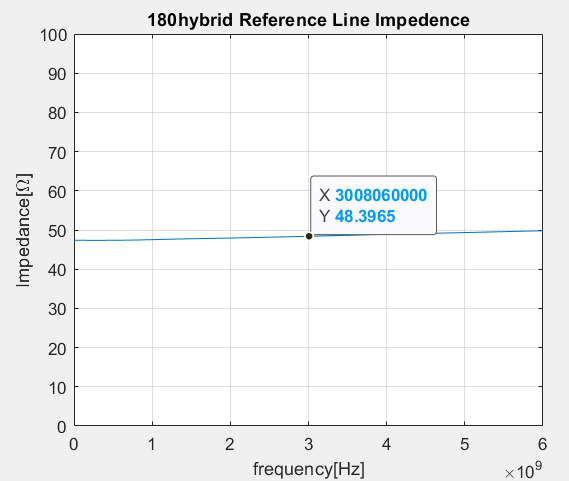 180hybrid Reference Line Impedence
100
90
80
70
60
50
40
30
20
10
0
Impedance[Ω]
X 3008060000
Y 48.3965
0 1 2 3 4 5 6
frequency[Hz]
×10⁹